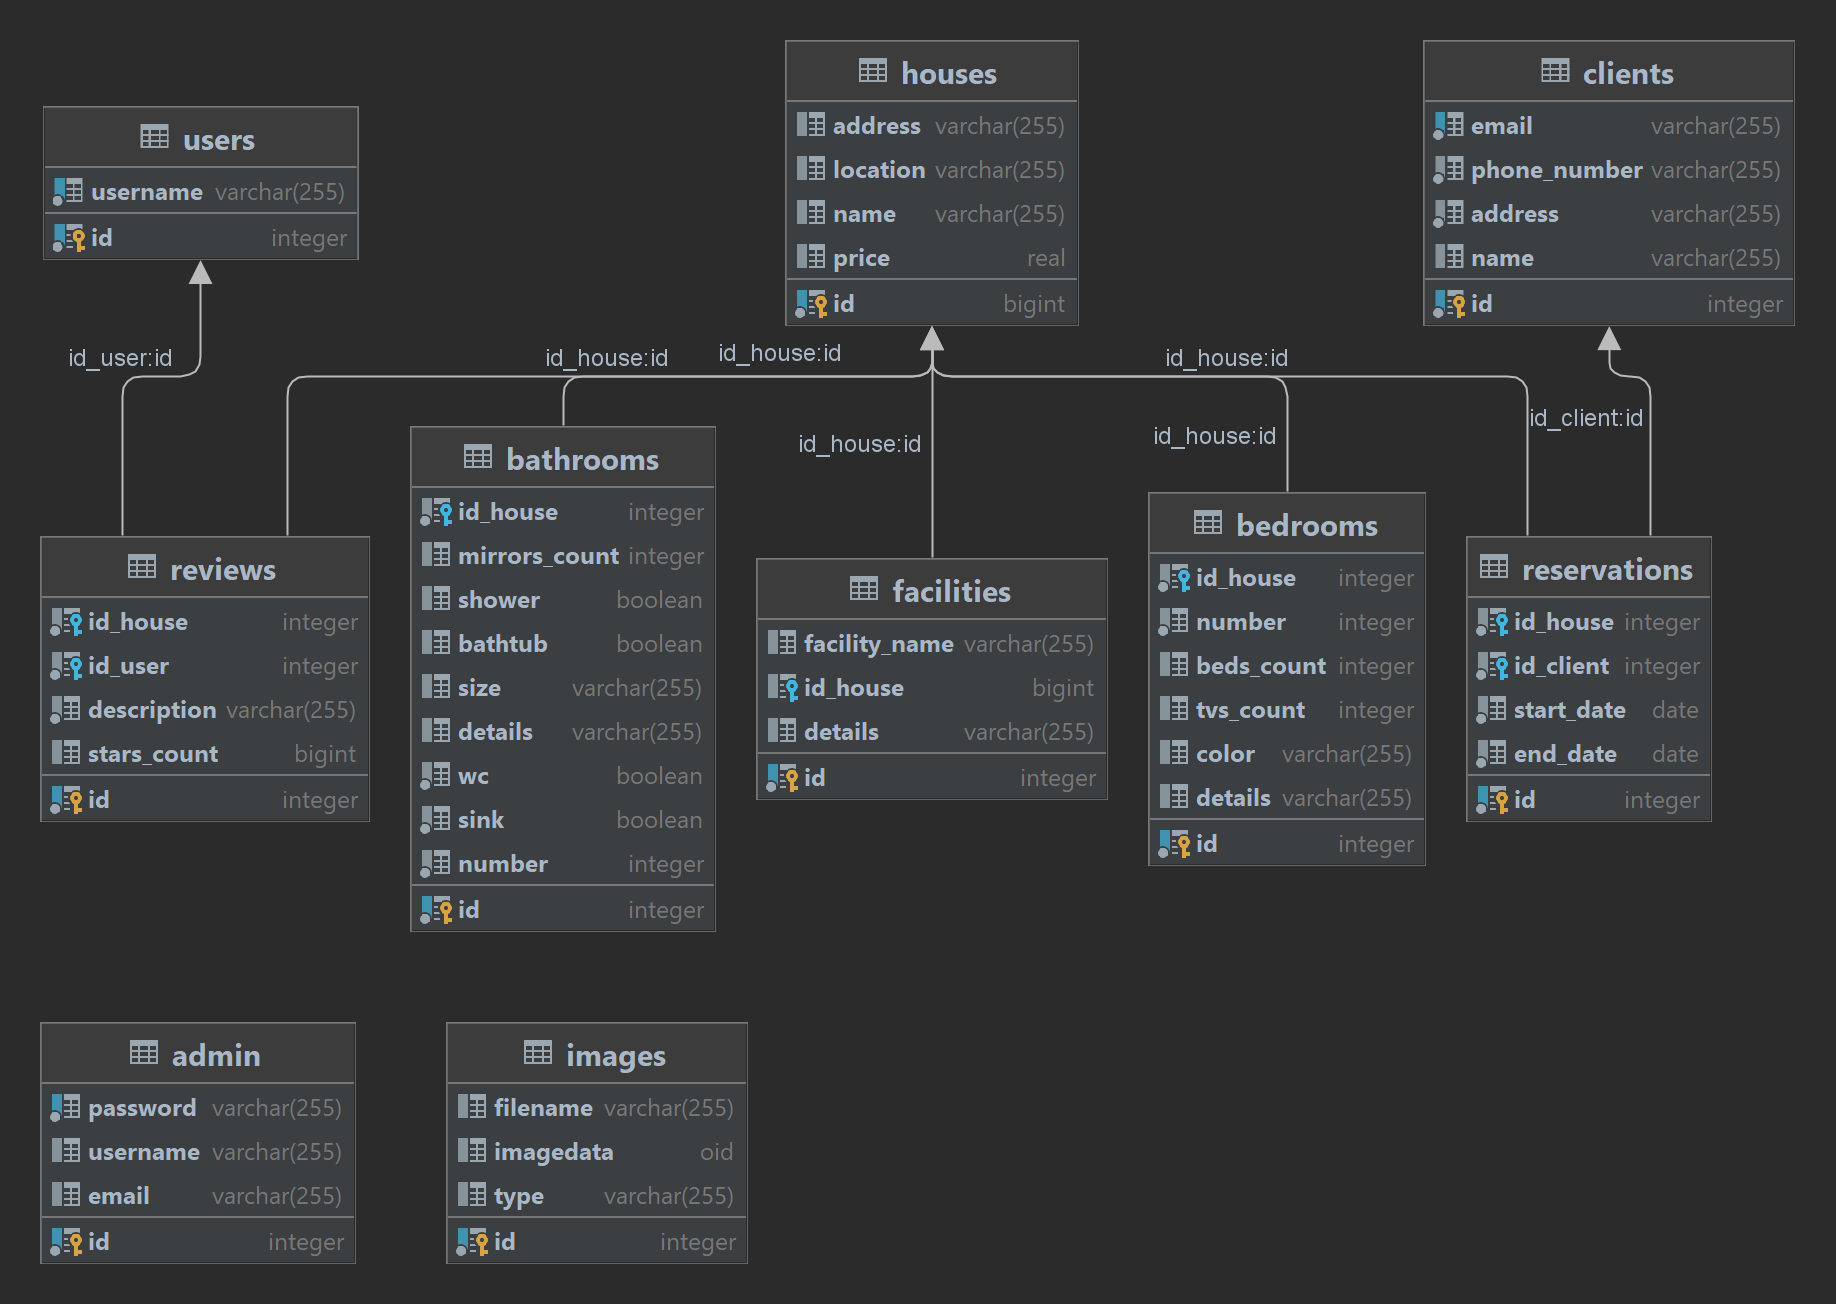 users
username varchar(255)
id integer
houses
address varchar(255)
location varchar(255)
name varchar(255)
price real
id bigint
clients
email varchar(255)
phone_number varchar(255)
address varchar(255)
name varchar(255)
id integer
id_user:id
id_house:id
id_house:id
id_house:id
id_client:id
id_house:id
id_house:id
reviews
id_house integer
id_user integer
description varchar(255)
stars_count bigint
id integer
bathrooms
id_house integer
mirrors_count integer
shower boolean
bathtub boolean
size varchar(255)
details varchar(255)
wc boolean
sink boolean
number integer
id integer
facilities
facility_name varchar(255)
id_house bigint
details varchar(255)
id integer
bedrooms
id_house integer
number integer
beds_count integer
tvs_count integer
color varchar(255)
details varchar(255)
id integer
reservations
id_house integer
id_client integer
start_date date
end_date date
id integer
admin
password varchar(255)
username varchar(255)
email varchar(255)
id integer
images
filename varchar(255)
imagedata oid
type varchar(255)
id integer